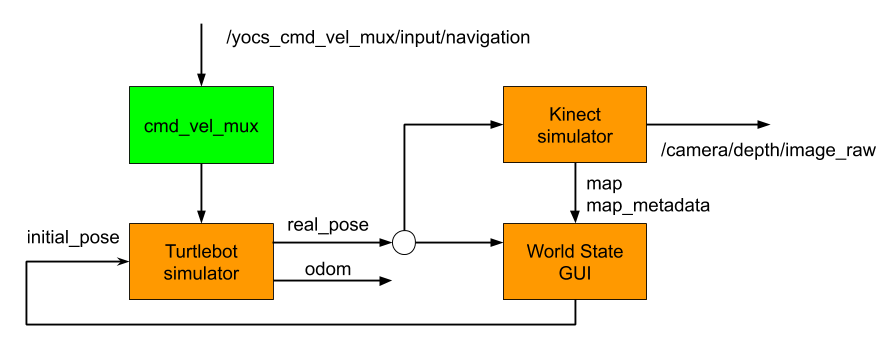 /yocs_cmd_vel_mux/input/navigation
cmd_vel_mux
Kinect
simulator
/camera/depth/image_raw
map
map_metadata
initial_pose
Turtlebot
simulator
real_pose
odom
World State
GUI